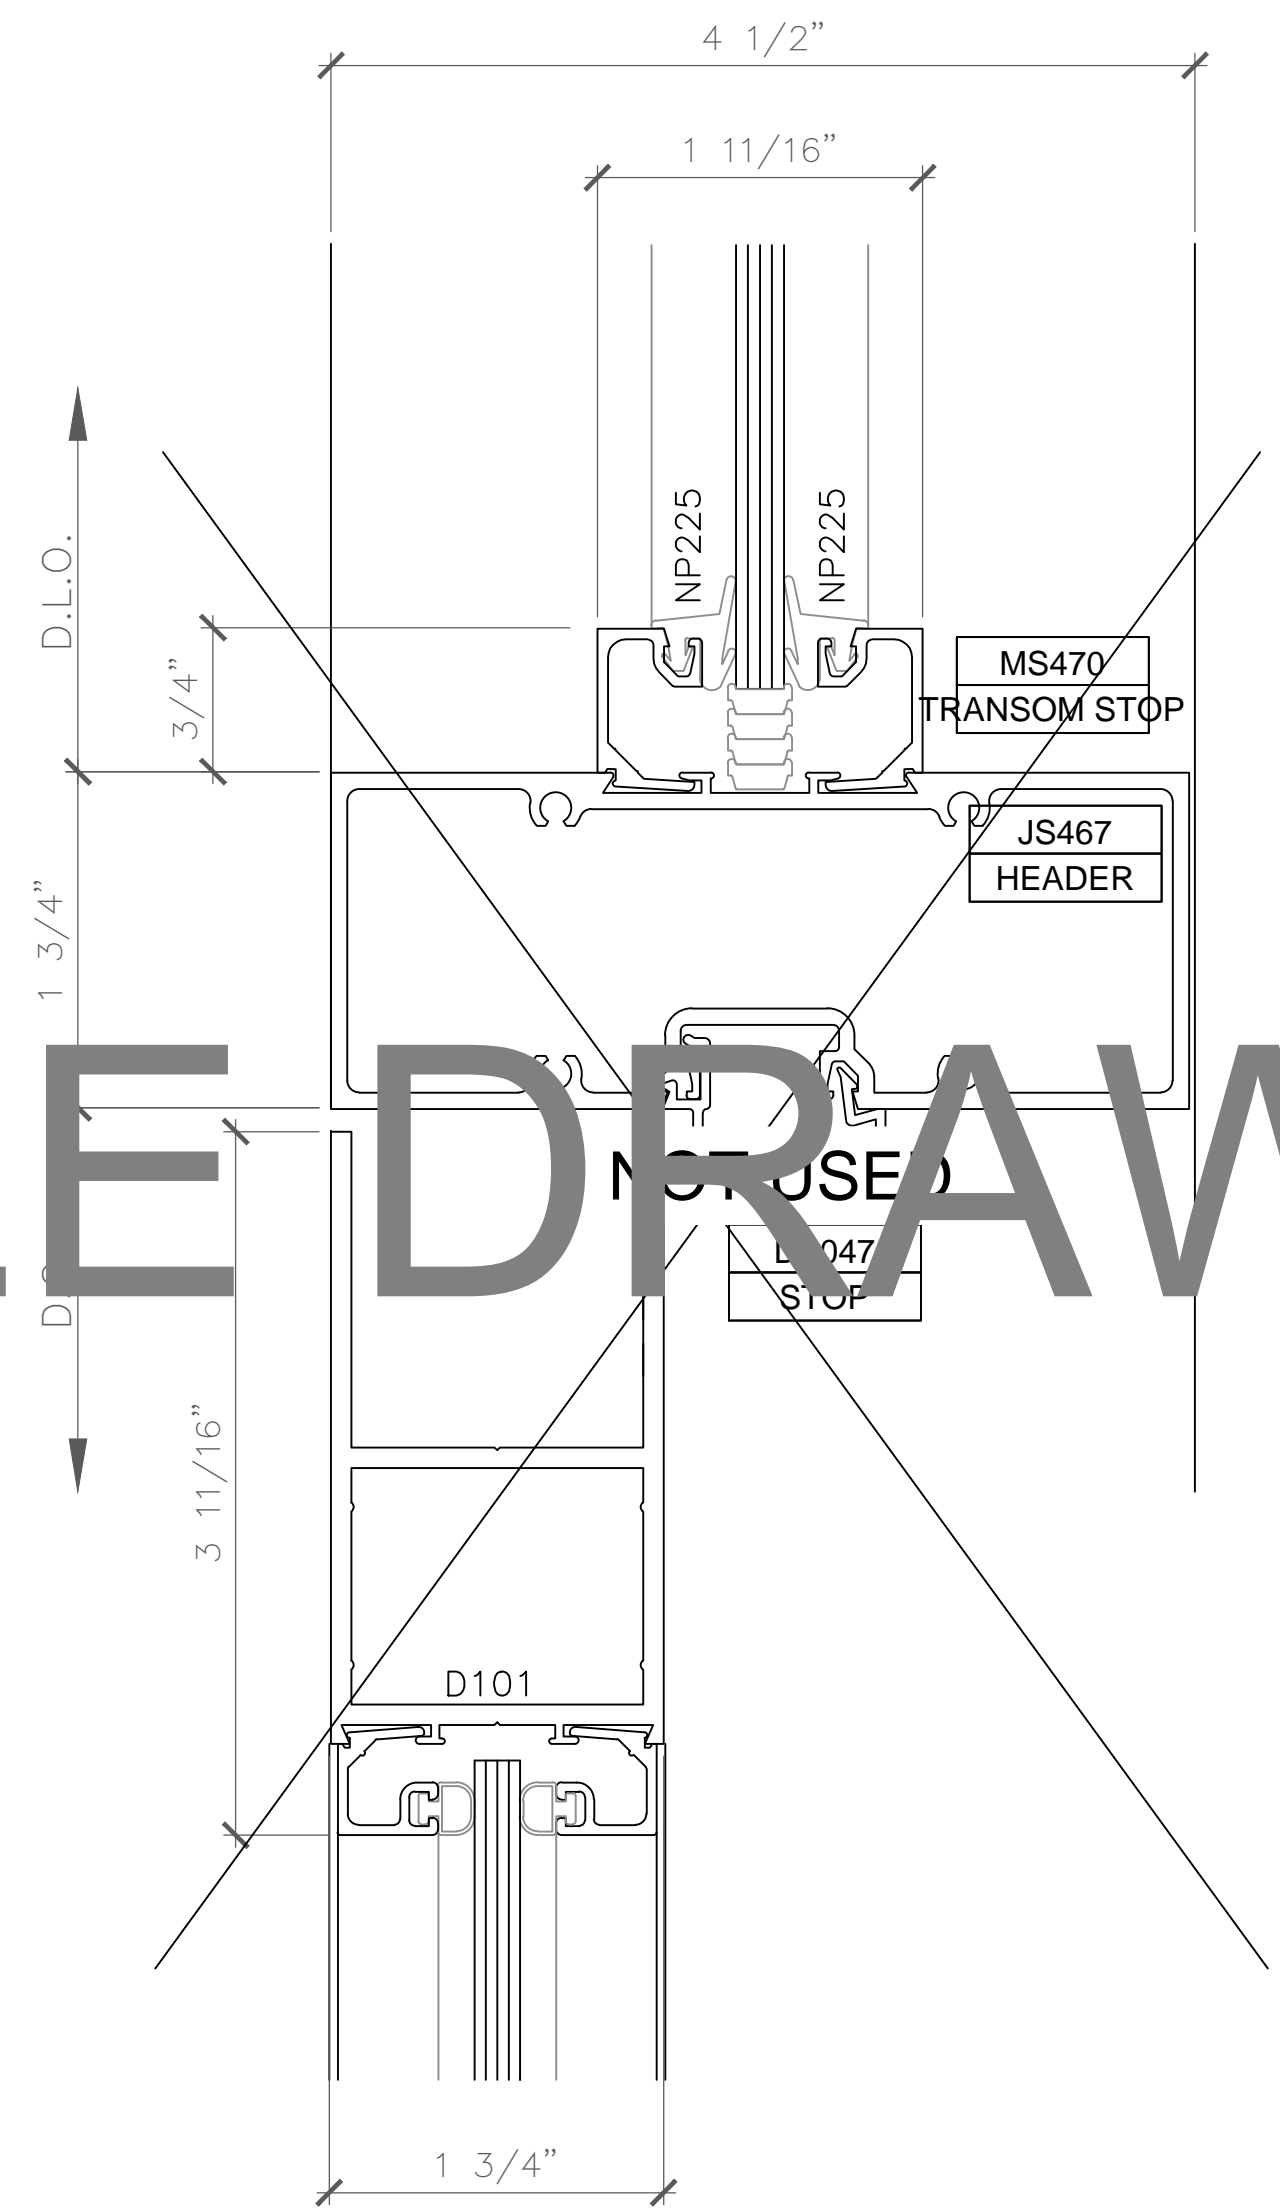 4 1/2"
1 11/16"
NP225
NP225
D.L.O.
3/4"
MS470
TRANSOM STOP
JS467
HEADER
1 3/4"
E DRAW
NOT USED
STOP
3 11/16"
D101
1 3/4"